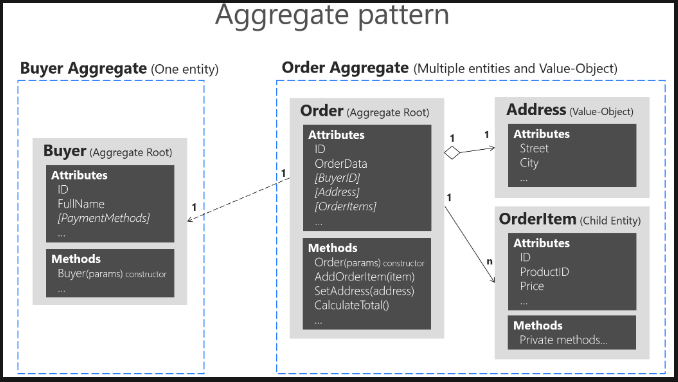 Aggregate pattern
Buyer Aggregate (One entity)
Buyer (Aggregate Root)
Attributes
ID
FullName
[PaymentMethods]
...
Methods
Buyer(params) constructor
...
1
1
Order Aggregate (Multiple entities and Value-Object)
Order (Aggregate Root)
Attributes
ID
OrderData
[BuyerID]
[Address]
[OrderItems]
...
Methods
Order(params) constructor
AddOrderItem(item)
SetAddress(address)
CalculateTotal()
...
1
1
1
n
Address (Value-Object)
Attributes
Street
City
...
OrderItem (Child Entity)
Attributes
ID
ProductID
Price
...
Methods
Private methods...